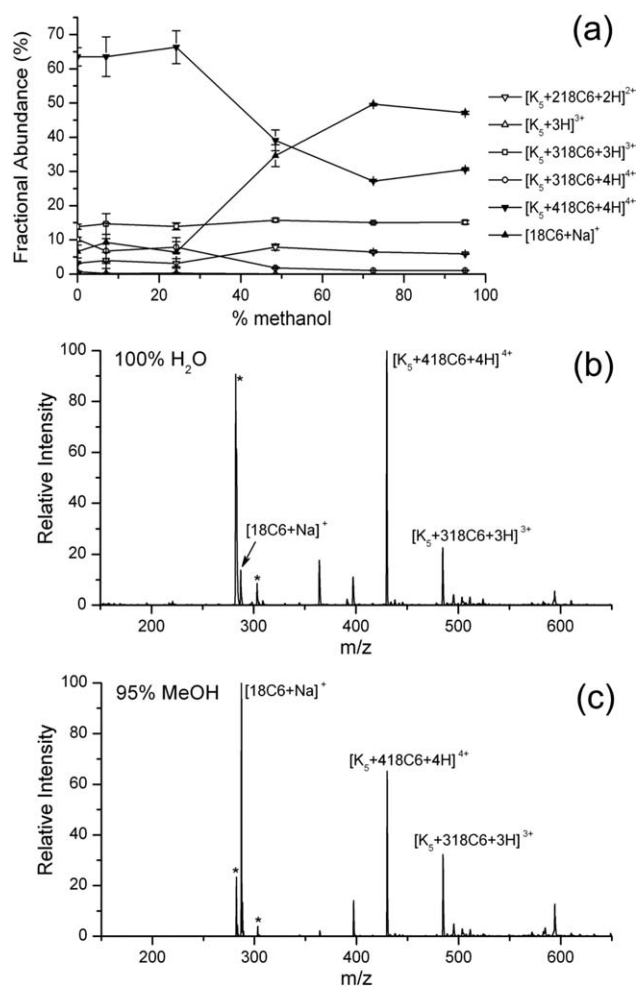 (a)
Fractional Abundance (%)
70
60
50
40
30
20
10
0
0 20 40 60 80 100
% methanol
[K₅+218C6+2H]²⁺
[K₅+3H]³⁺
[K₅+318C6+3H]³⁺
[K₅+318C6+4H]⁴⁺
[K₅+418C6+4H]⁴⁺
[18C6+Na]⁺
(b)
100% H₂O
Relative Intensity
100
80
60
40
20
0
*
[18C6+Na]⁺
*
[K₅+418C6+4H]⁴⁺
[K₅+318C6+3H]³⁺
200 300 400 500 600
m/z
(c)
95% MeOH
Relative Intensity
100
80
60
40
20
0
*
[18C6+Na]⁺
*
[K₅+418C6+4H]⁴⁺
[K₅+318C6+3H]³⁺
200 300 400 500 600
m/z